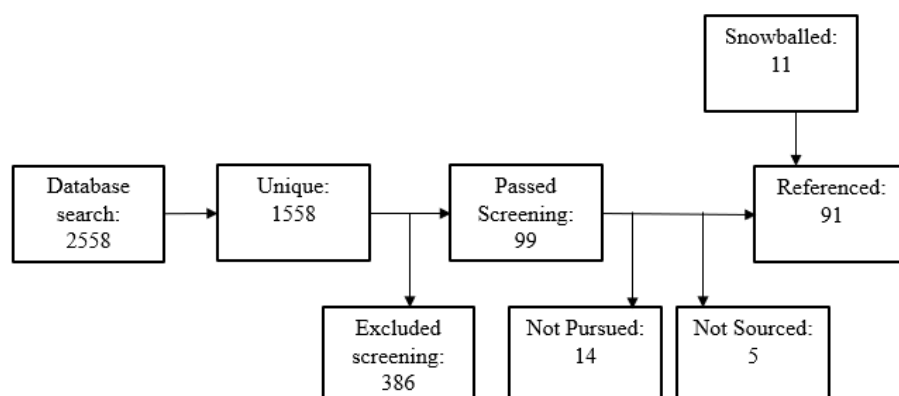 Snowballed:
11
Database
search:
2558
Unique:
1558
Passed
Screening:
99
Referenced:
91
Excluded
screening:
386
Not Pursued:
14
Not Sourced:
5